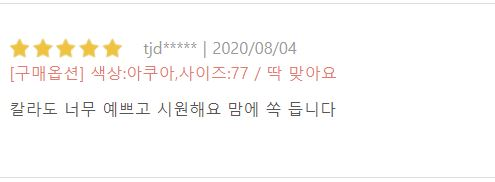 tjd***** | 2020/08/04
[구매옵션] 색상:아쿠아,사이즈:77 / 딱 맞아요
칼라도 너무 예쁘고 시원해요 맘에 쏙 듭니다